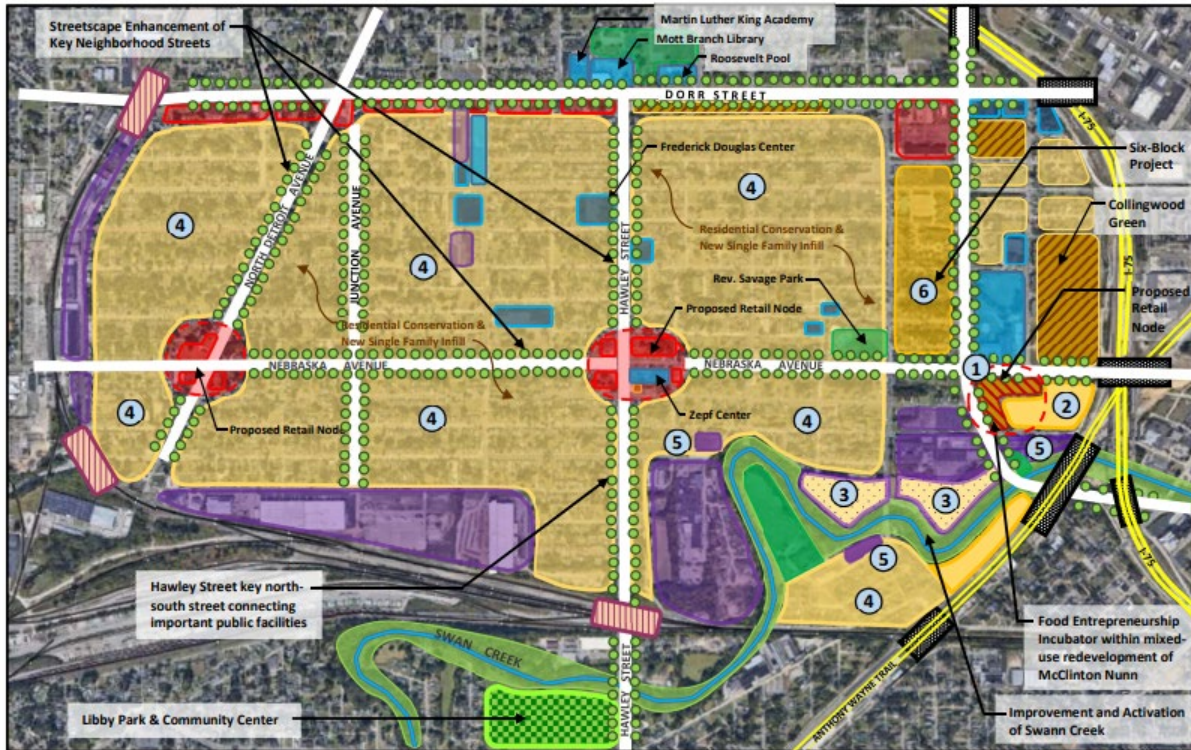 Streetscape Enhancement of
Key Neighborhood Streets
Martin Luther King Academy
Mott Branch Library
Roosevelt Pool
DORR STREET
I-75
Frederick Douglas Center
Six-Block
Project
Collingwood
Green
4
4
4
NORTH DETROIT AVENUE
JUNCTION AVENUE
HAWLEY STREET
Residential Conservation &
New Single Family Infill
Rev. Savage Park
6
I-75
Proposed Retail Node
Proposed
Retail
Node
Residential Conservation &
New Single Family Infill
NEBRASKA AVENUE
NEBRASKA AVENUE
1
2
4
4
4
Proposed Retail Node
Zepf Center
5
5
3
3
5
4
I-75
Hawley Street key north-
south street connecting
important public facilities
SWAN CREEK
HAWLEY STREET
ANTHONY WAYNE TRAIL
Food Entrepreneurship
Incubator within mixed-
use redevelopment of
McClinton Nunn
Libby Park & Community Center
Improvement and Activation
of Swann Creek